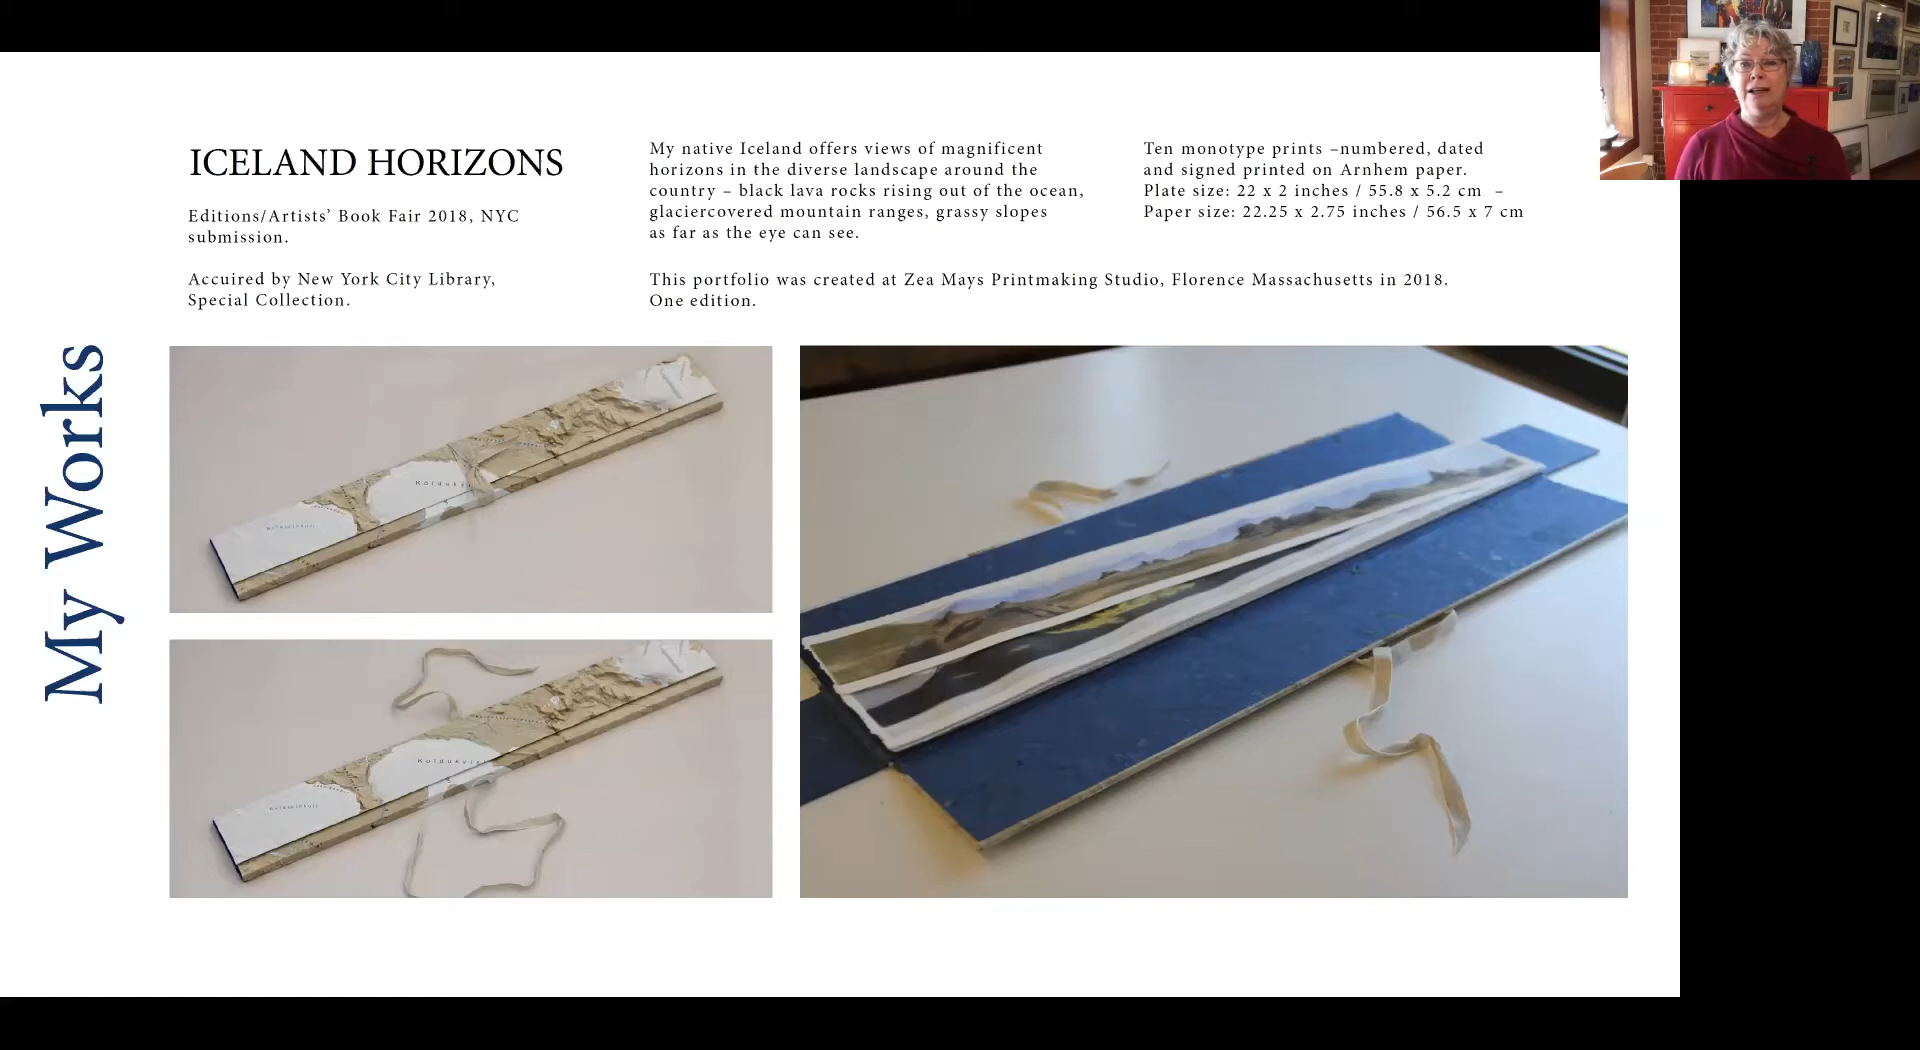 My Works
ICELAND HORIZONS
Editions/Artists’ Book Fair 2018, NYC
submission.
Accuired by New York City Library,
Special Collection.
My native Iceland offers views of magnificent
horizons in the diverse landscape around the
country – black lava rocks rising out of the ocean,
glaciercovered mountain ranges, grassy slopes
as far as the eye can see.
Ten monotype prints –numbered, dated
and signed printed on Arnhem paper.
Plate size: 22 x 2 inches / 55.8 x 5.2 cm –
Paper size: 22.25 x 2.75 inches / 56.5 x 7 cm
This portfolio was created at Zea Mays Printmaking Studio, Florence Massachusetts in 2018.
One edition.